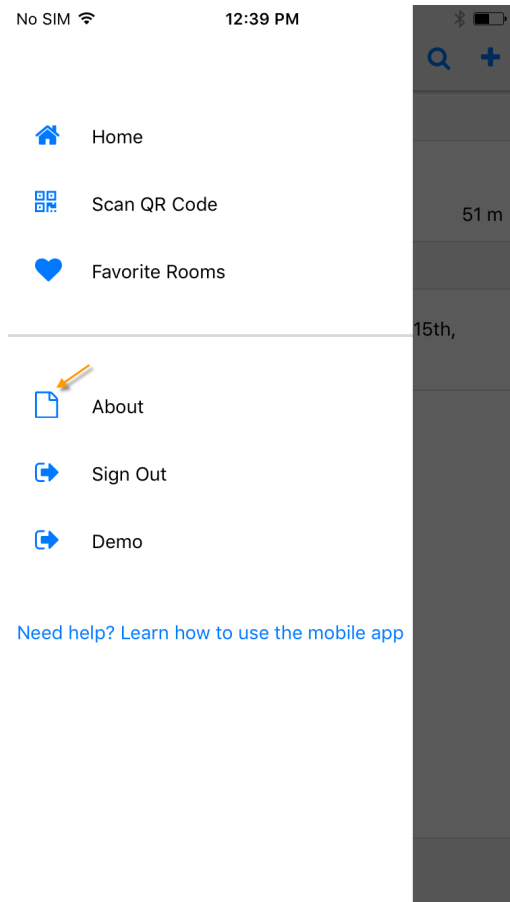 No SIM 12:39 PM
Home
Scan QR Code
51 m
Favorite Rooms
15th,
About
Sign Out
Demo
Need help? Learn how to use the mobile app